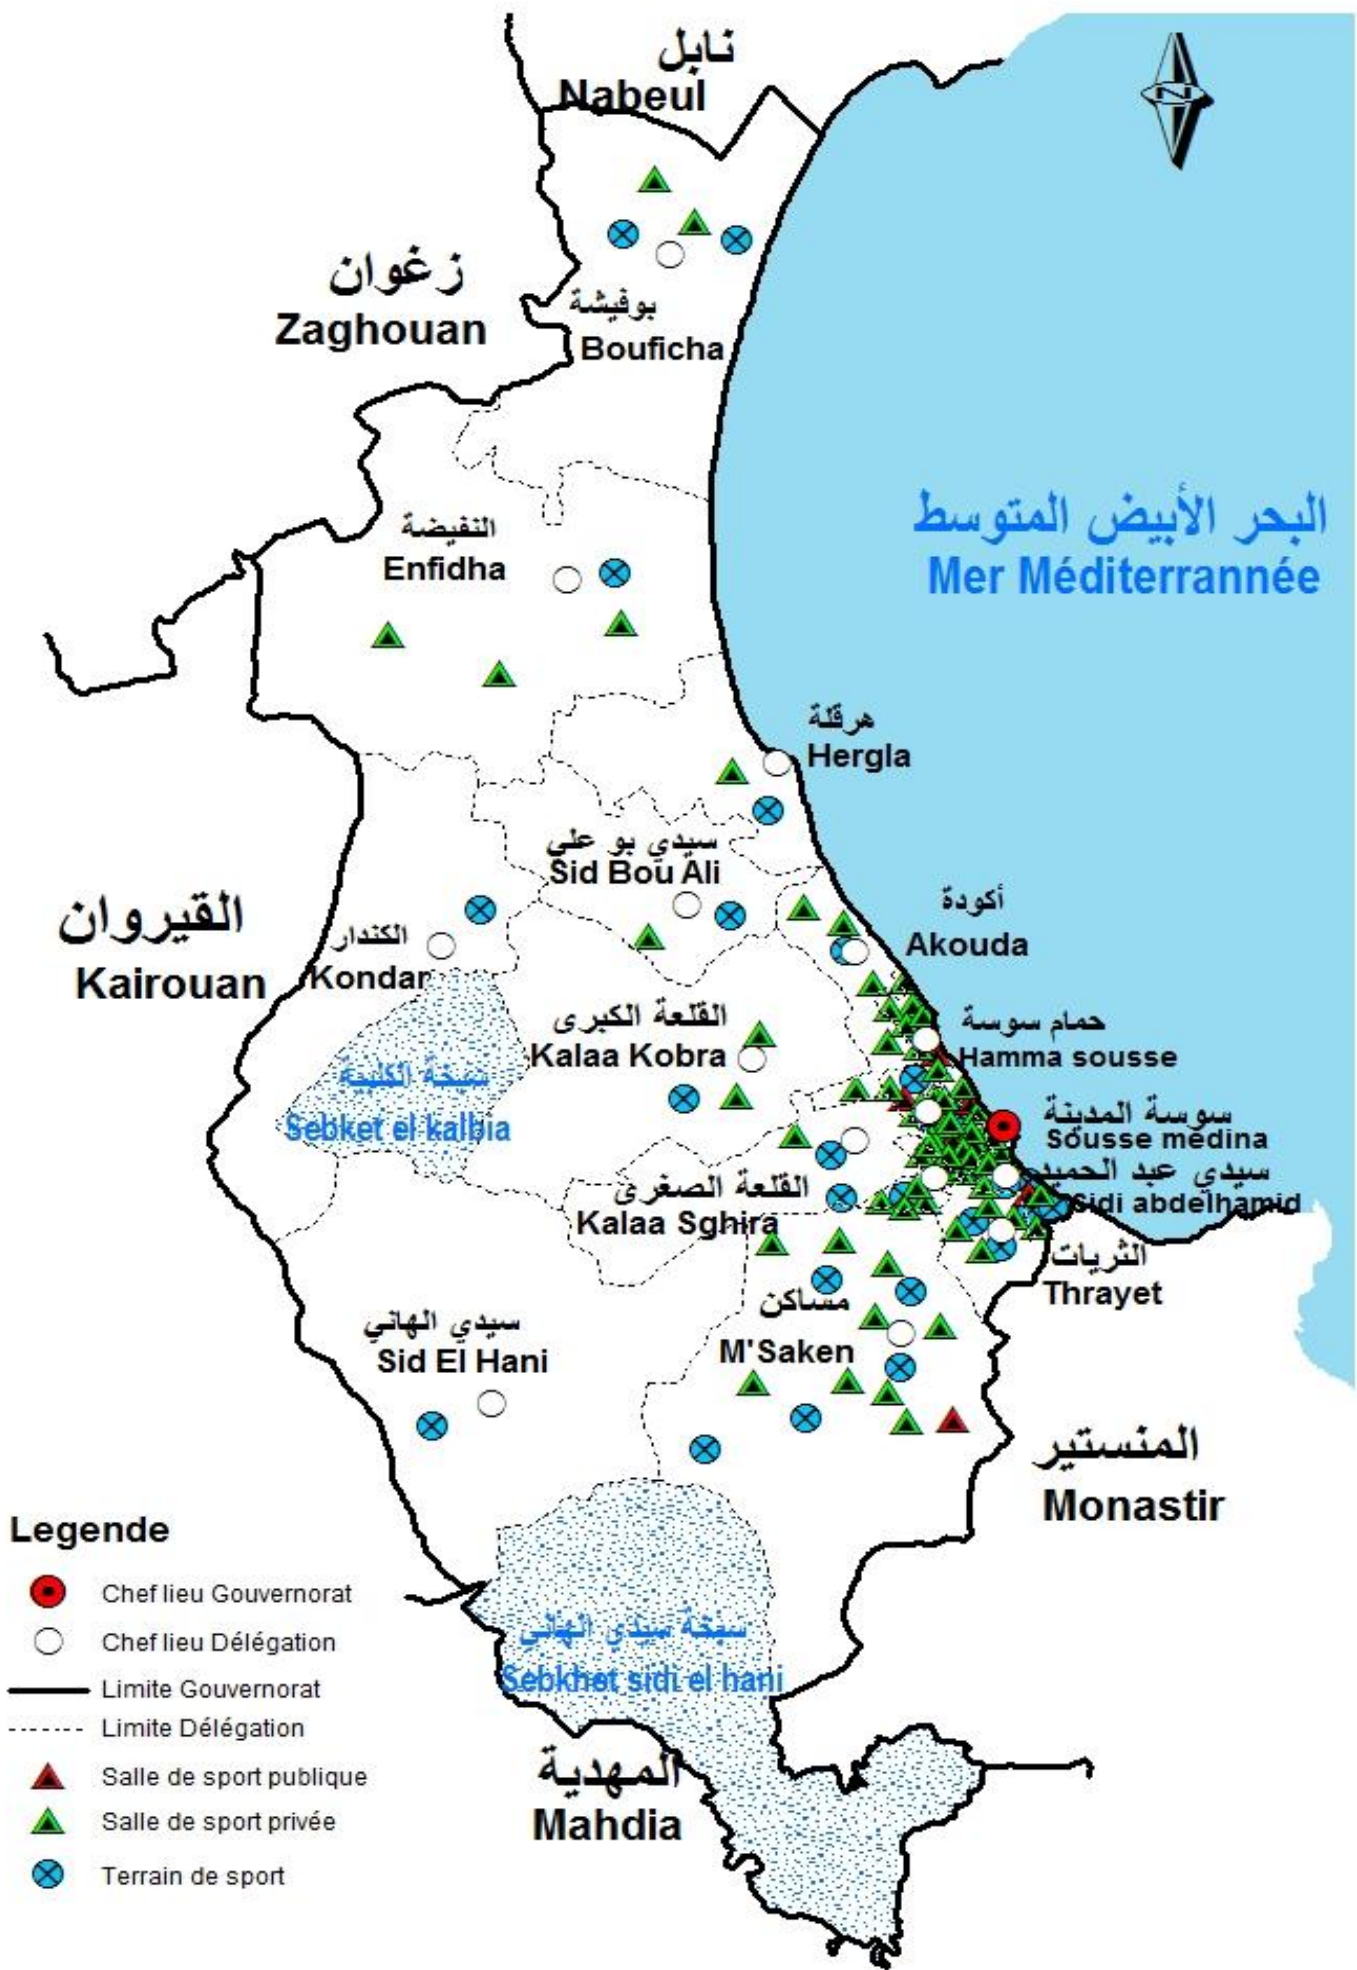 نابل
Nabeul
زغوان
Zaghouan
بوفيشة
Bouficha
البحر الأبيض المتوسط
Mer Méditerrannée
النفيضة
Enfidha
هرقلة
Hergla
سيدي بو علي
Sid Bou Ali
أكودة
Akouda
القيروان
Kairouan
الكندار
Kondar
القلعة الكبرى
Kalaa Kobra
حمام سوسة
Hamma sousse
سبخة الكلبية
Sebket el kalbia
سوسة المدينة
Sousse médina
سيدي عبد الحميد
Sidi abdelhamid
القلعة الصغرى
Kalaa Sghira
الثريات
Thrayet
مساكن
M'Saken
سيدي الهاني
Sid El Hani
المنستير
Monastir
سبخة سيدي الهاني
Sebkhet sidi el hani
المهدية
Mahdia
N
Legende
Chef lieu Gouvernorat
Chef lieu Délégation
Limite Gouvernorat
Limite Délégation
Salle de sport publique
Salle de sport privée
Terrain de sport